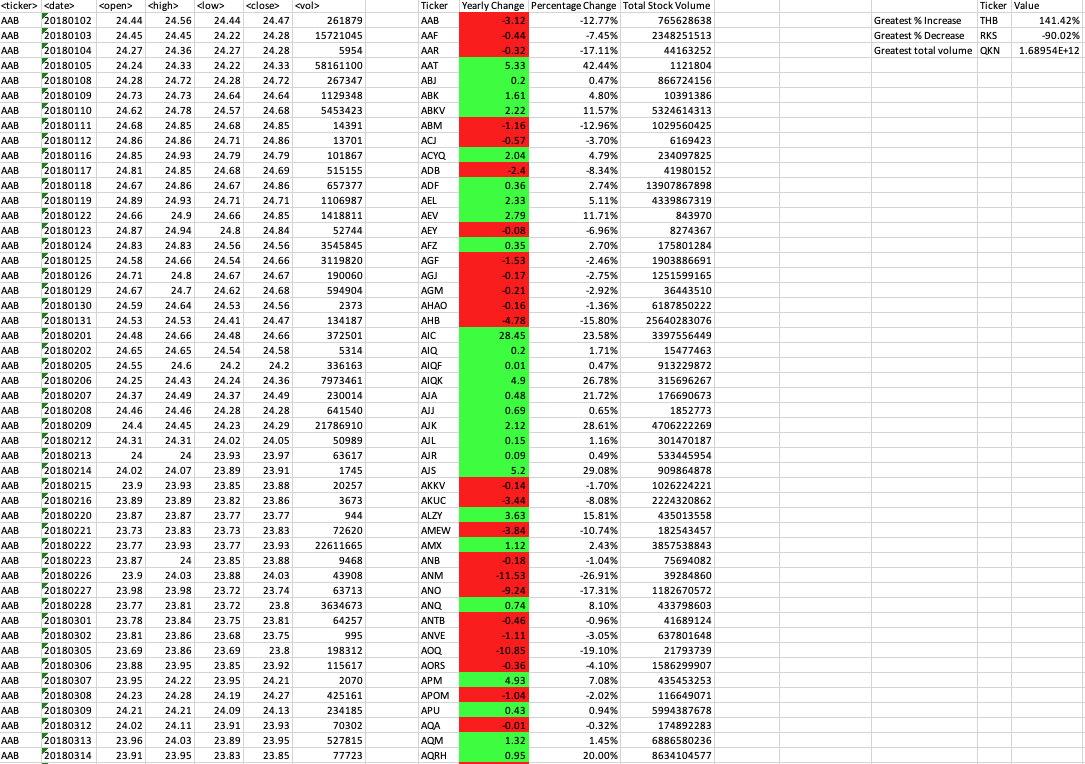 <ticker> <date> <open> <high> <low> <close> <vol> Ticker Yearly Change Percentage Change Total Stock Volume Ticker Value
AAB 20180102 24.44 24.56 24.44 24.47 261879 AAB -3.12 -12.77% 765628638 Greatest % Increase THB 141.42%
AAB 20180103 24.45 24.45 24.22 24.28 15721045 AAF -0.44 -7.45% 2348251513 Greatest % Decrease RKS -90.02%
AAB 20180104 24.27 24.36 24.27 24.28 5954 AAR -0.32 -17.11% 44163252 Greatest total volume QKN 1.68954E+12
AAB 20180105 24.24 24.33 24.22 24.33 58161100 AAT 5.33 42.44% 1121804
AAB 20180108 24.28 24.72 24.28 24.72 267347 ABJ 0.2 0.47% 866724156
AAB 20180109 24.73 24.73 24.64 24.64 1129348 ABK 1.61 4.80% 10391386
AAB 20180110 24.62 24.78 24.57 24.68 5453423 ABKV 2.22 11.57% 5324614313
AAB 20180111 24.68 24.85 24.68 24.85 14391 ABM -1.16 -12.96% 1029560425
AAB 20180112 24.86 24.86 24.71 24.86 13701 ACJ -0.57 -3.70% 6169423
AAB 20180116 24.85 24.93 24.79 24.79 101867 ACYQ 2.04 4.79% 234097825
AAB 20180117 24.81 24.85 24.68 24.69 515155 ADB -2.4 -8.34% 41980152
AAB 20180118 24.67 24.86 24.67 24.86 657377 ADF 0.36 2.74% 13907867898
AAB 20180119 24.89 24.93 24.71 24.71 1106987 AEL 2.33 5.11% 4339867319
AAB 20180122 24.66 24.9 24.66 24.85 1418811 AEV 2.79 11.71% 843970
AAB 20180123 24.87 24.94 24.8 24.84 52744 AEY -0.08 -6.96% 8274367
AAB 20180124 24.83 24.83 24.56 24.56 3545845 AFZ 0.35 2.70% 175801284
AAB 20180125 24.58 24.66 24.54 24.66 3119820 AGF -1.53 -2.46% 1903886691
AAB 20180126 24.71 24.8 24.67 24.67 190060 AGJ -0.17 -2.75% 1251599165
AAB 20180129 24.67 24.7 24.62 24.68 594904 AGM -0.21 -2.92% 36443510
AAB 20180130 24.59 24.64 24.53 24.56 2373 AHAO -0.16 -1.36% 6187850222
AAB 20180131 24.53 24.53 24.41 24.47 134187 AHB -4.78 -15.80% 25640283076
AAB 20180201 24.48 24.66 24.48 24.66 372501 AIC 28.45 23.58% 3397556449
AAB 20180202 24.65 24.65 24.54 24.58 5314 AIQ 0.2 1.71% 15477463
AAB 20180205 24.55 24.6 24.2 24.2 336163 AIQF 0.01 0.47% 913229872
AAB 20180206 24.25 24.43 24.24 24.36 7973461 AIQK 4.9 26.78% 315696267
AAB 20180207 24.37 24.49 24.37 24.49 230014 AJA 0.48 21.72% 176690673
AAB 20180208 24.46 24.46 24.28 24.28 641540 AJJ 0.69 0.65% 1852773
AAB 20180209 24.4 24.45 24.23 24.29 21786910 AJK 2.12 28.61% 4706222269
AAB 20180212 24.31 24.31 24.02 24.05 50989 AJL 0.15 1.16% 301470187
AAB 20180213 24 24 23.93 23.97 63617 AJR 0.09 0.49% 533445954
AAB 20180214 24.02 24.07 23.89 23.91 1745 AJS 5.2 29.08% 909864878
AAB 20180215 23.9 23.93 23.85 23.88 20257 AKKV -0.14 -1.70% 1026224221
AAB 20180216 23.89 23.89 23.82 23.86 3673 AKUC -3.44 -8.08% 2224320862
AAB 20180220 23.87 23.87 23.77 23.77 944 ALZY 3.63 15.81% 435013558
AAB 20180221 23.73 23.83 23.73 23.83 72620 AMEW -3.84 -10.74% 182543457
AAB 20180222 23.77 23.93 23.77 23.93 22611665 AMX 1.12 2.43% 3857538843
AAB 20180223 23.87 24 23.85 23.88 9468 ANB -0.18 -1.04% 75694082
AAB 20180226 23.9 24.03 23.88 24.03 43908 ANM -11.53 -26.91% 39284860
AAB 20180227 23.98 23.98 23.72 23.74 63713 ANO -9.24 -17.31% 1182670572
AAB 20180228 23.77 23.81 23.72 23.8 3634673 ANQ 0.74 8.10% 433798603
AAB 20180301 23.78 23.84 23.75 23.81 64257 ANTB -0.46 -0.96% 41689124
AAB 20180302 23.81 23.86 23.68 23.75 995 ANVE -1.11 -3.05% 637801648
AAB 20180305 23.69 23.86 23.69 23.8 198312 AOQ -10.85 -19.10% 21793739
AAB 20180306 23.88 23.95 23.85 23.92 115617 AORS -0.36 -4.10% 1586299907
AAB 20180307 23.95 24.22 23.95 24.21 2070 APM 4.93 7.08% 435453253
AAB 20180308 24.23 24.28 24.19 24.27 425161 APOM -1.04 -2.02% 116649071
AAB 20180309 24.21 24.21 24.09 24.13 234185 APU 0.43 0.94% 5994387678
AAB 20180312 24.02 24.11 23.91 23.93 70302 AQA -0.01 -0.32% 174892283
AAB 20180313 23.96 24.03 23.89 23.95 527815 AQM 1.32 1.45% 6886580236
AAB 20180314 23.91 23.95 23.83 23.85 77723 AQRH 0.95 20.00% 8634104577